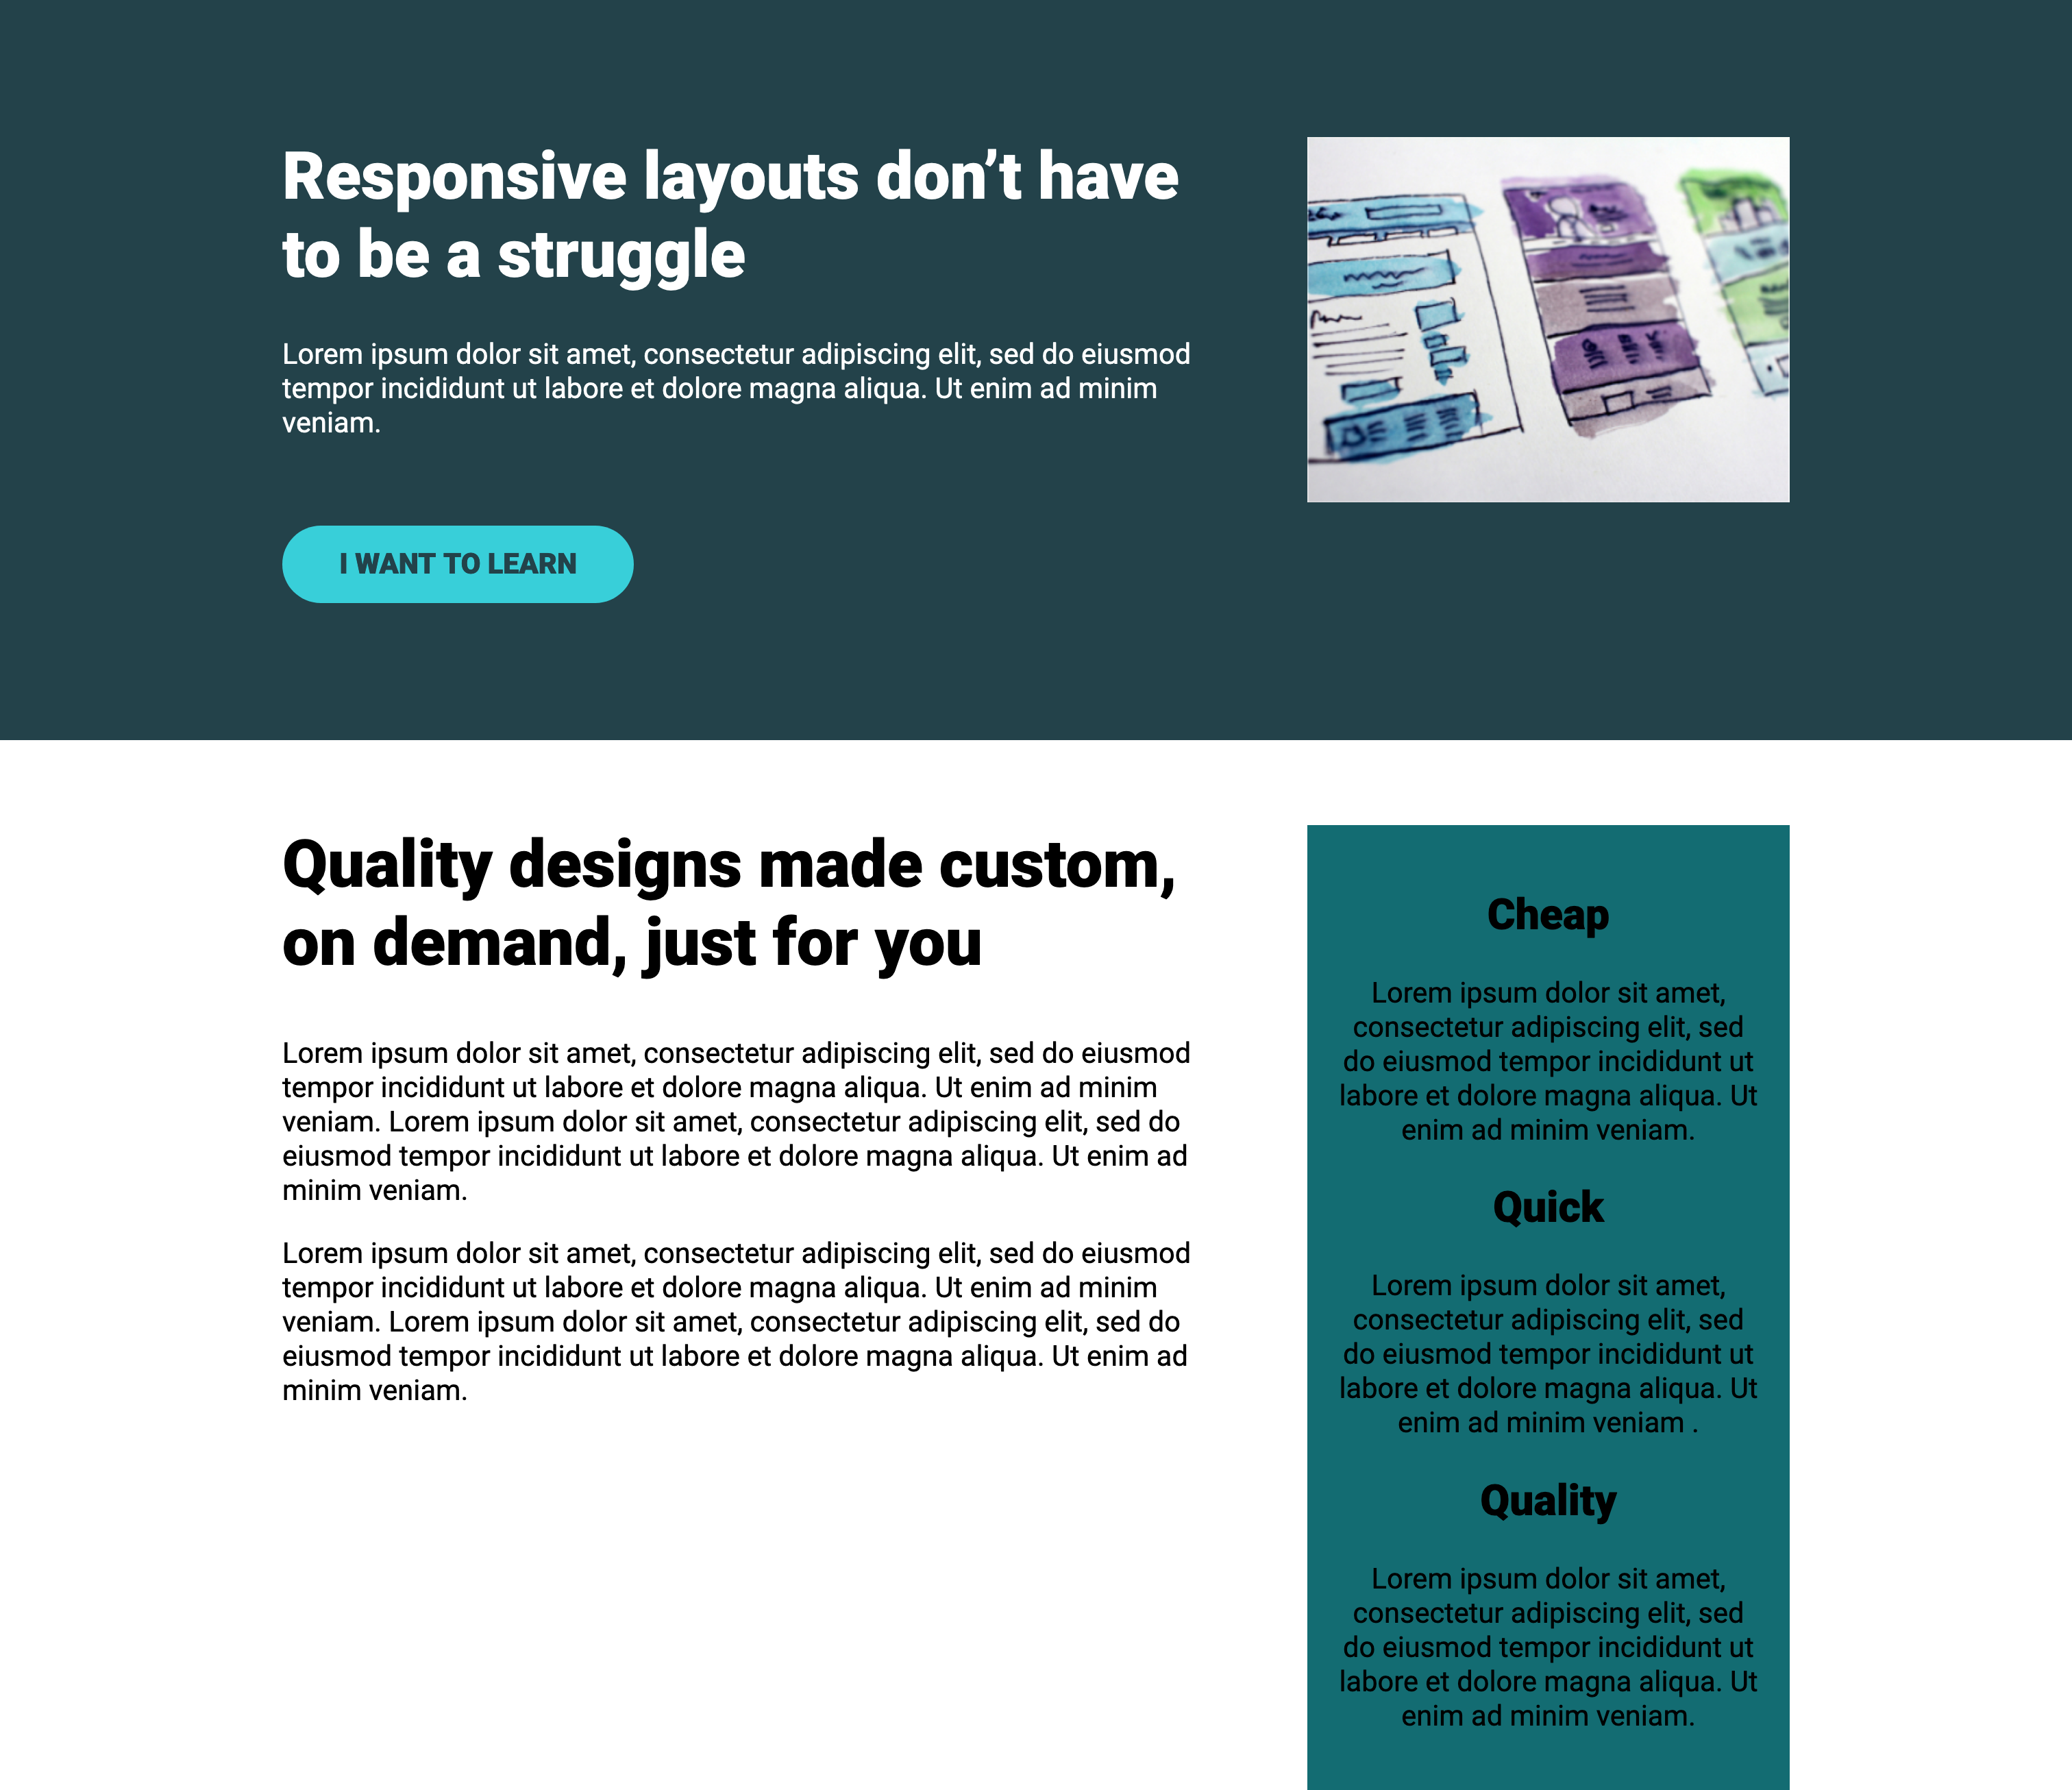 Responsive layouts don’t have
to be a struggle
Lorem ipsum dolor sit amet, consectetur adipiscing elit, sed do eiusmod
tempor incididunt ut labore et dolore magna aliqua. Ut enim ad minim
veniam.
I WANT TO LEARN
Quality designs made custom,
on demand, just for you
Lorem ipsum dolor sit amet, consectetur adipiscing elit, sed do eiusmod
tempor incididunt ut labore et dolore magna aliqua. Ut enim ad minim
veniam. Lorem ipsum dolor sit amet, consectetur adipiscing elit, sed do
eiusmod tempor incididunt ut labore et dolore magna aliqua. Ut enim ad
minim veniam.
Lorem ipsum dolor sit amet, consectetur adipiscing elit, sed do eiusmod
tempor incididunt ut labore et dolore magna aliqua. Ut enim ad minim
veniam. Lorem ipsum dolor sit amet, consectetur adipiscing elit, sed do
eiusmod tempor incididunt ut labore et dolore magna aliqua. Ut enim ad
minim veniam.
Cheap
Lorem ipsum dolor sit amet,
consectetur adipiscing elit, sed
do eiusmod tempor incididunt ut
labore et dolore magna aliqua. Ut
enim ad minim veniam.
Quick
Lorem ipsum dolor sit amet,
consectetur adipiscing elit, sed
do eiusmod tempor incididunt ut
labore et dolore magna aliqua. Ut
enim ad minim veniam .
Quality
Lorem ipsum dolor sit amet,
consectetur adipiscing elit, sed
do eiusmod tempor incididunt ut
labore et dolore magna aliqua. Ut
enim ad minim veniam.